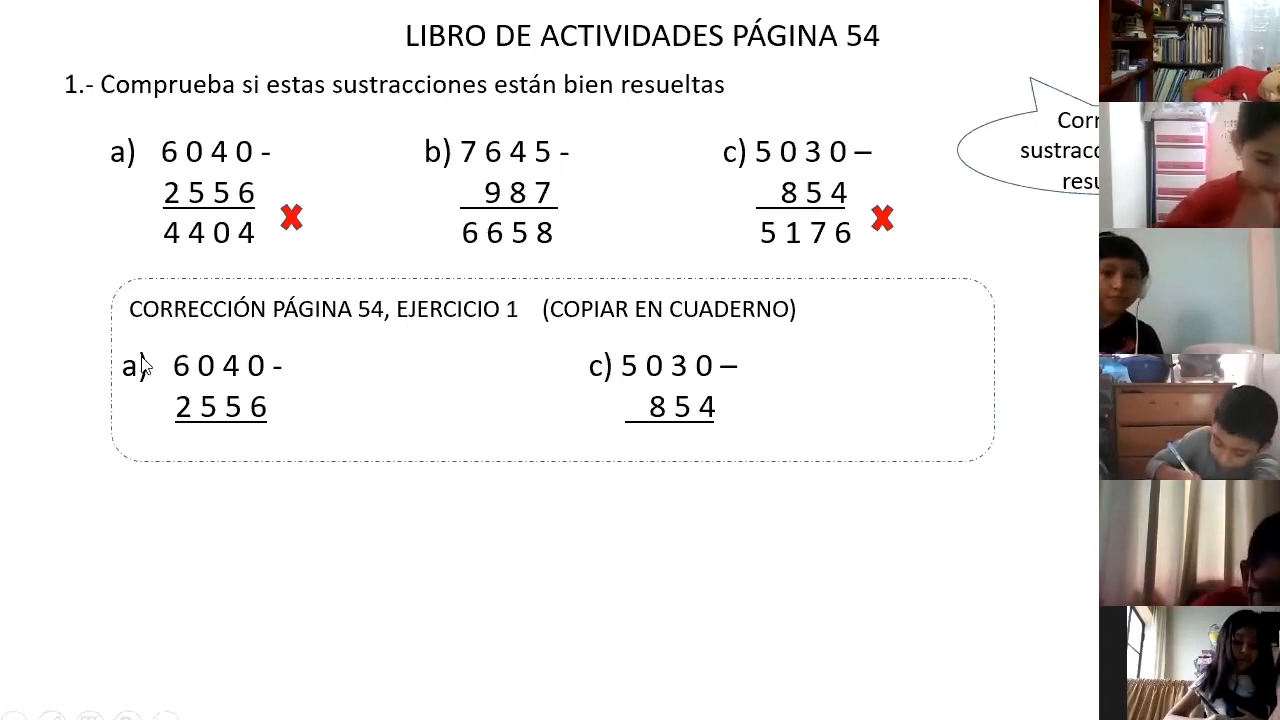 LIBRO DE ACTIVIDADES PÁGINA 54
1.- Comprueba si estas sustracciones están bien resueltas
a) 6 0 4 0 -
2 5 5 6
4 4 0 4
b) 7 6 4 5 -
9 8 7
6 6 5 8
c) 5 0 3 0 –
8 5 4
5 1 7 6
CORRECCIÓN PÁGINA 54, EJERCICIO 1 (COPIAR EN CUADERNO)
a) 6 0 4 0 -
2 5 5 6
c) 5 0 3 0 –
8 5 4